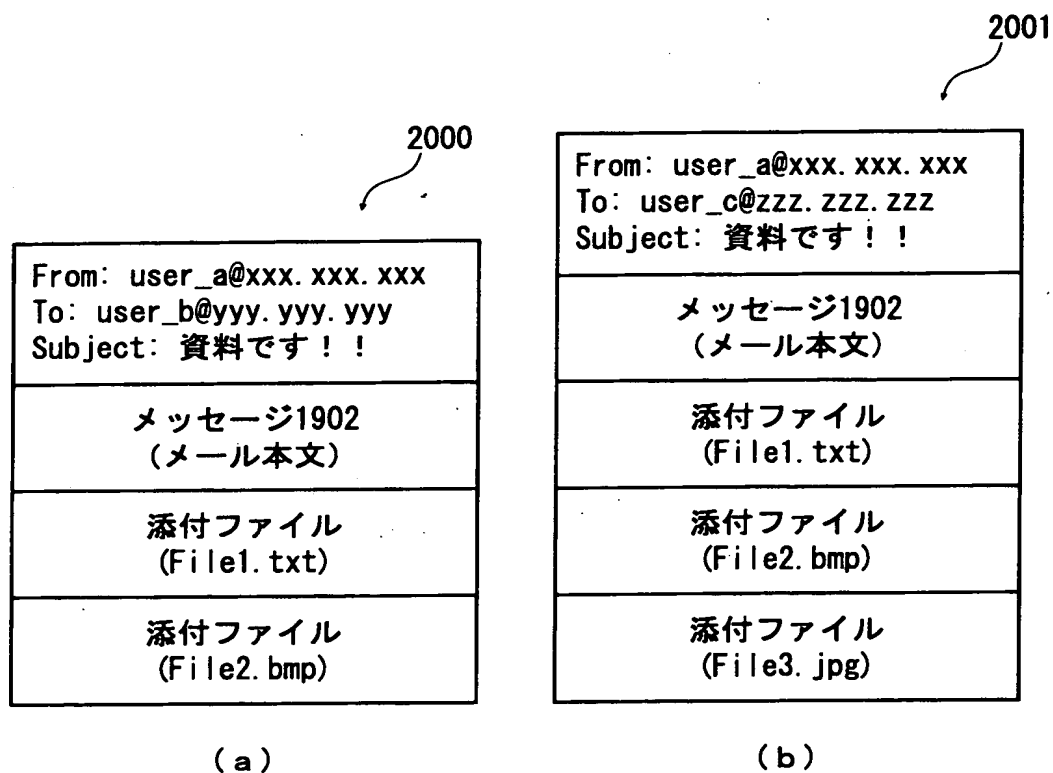 2000
From: user_a@xxx.xxx.xxx
To: user_b@yyy.yyy.yyy
Subject: 資料です！！
メッセージ1902
(メール本文)
添付ファイル
(File1.txt)
添付ファイル
(File2.bmp)
(a)
2001
From: user_a@xxx.xxx.xxx
To: user_c@zzz.zzz.zzz
Subject: 資料です！！
メッセージ1902
(メール本文)
添付ファイル
(File1.txt)
添付ファイル
(File2.bmp)
添付ファイル
(File3.jpg)
(b)